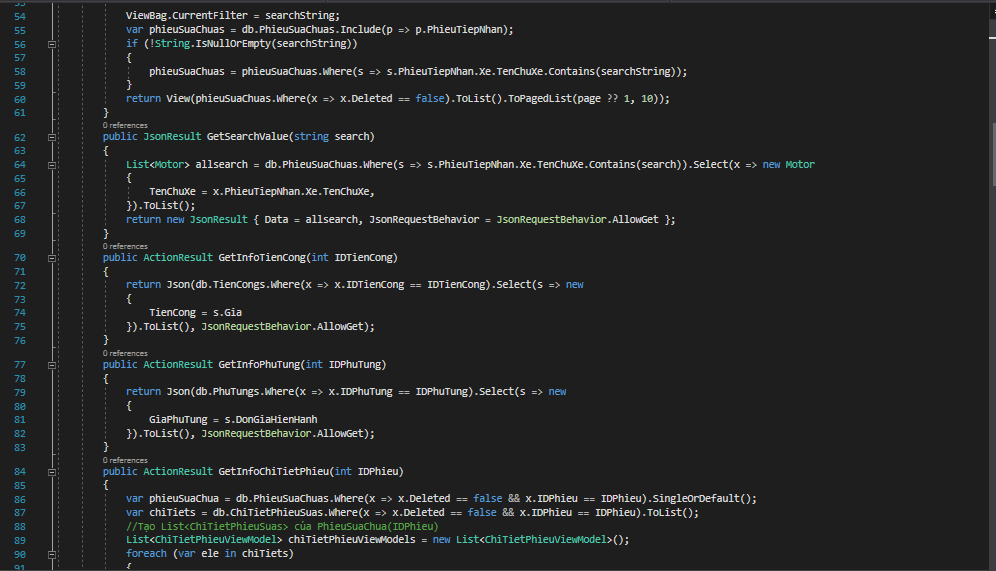 53
54 ViewBag.CurrentFilter = searchString;
55 var phieuSuaChuas = db.PhieuSuaChuas.Include(p => p.PhieuTiepNhan);
56 if (!String.IsNullOrEmpty(searchString))
57 {
58 phieuSuaChuas = phieuSuaChuas.Where(s => s.PhieuTiepNhan.Xe.TenChuXe.Contains(searchString));
59 }
60 return View(phieuSuaChuas.Where(x => x.Deleted == false).ToList().ToPagedList(page ?? 1, 10));
61 }
0 references
62 public JsonResult GetSearchValue(string search)
63 {
64 List<Motor> allsearch = db.PhieuSuaChuas.Where(s => s.PhieuTiepNhan.Xe.TenChuXe.Contains(search)).Select(x => new Motor
65 {
66 TenChuXe = x.PhieuTiepNhan.Xe.TenChuXe,
67 }).ToList();
68 return new JsonResult { Data = allsearch, JsonRequestBehavior = JsonRequestBehavior.AllowGet };
69 }
0 references
70 public ActionResult GetInfoTienCong(int IDTienCong)
71 {
72 return Json(db.TienCongs.Where(x => x.IDTienCong == IDTienCong).Select(s => new
73 {
74 TienCong = s.Gia
75 }).ToList(), JsonRequestBehavior.AllowGet);
76 }
0 references
77 public ActionResult GetInfoPhuTung(int IDPhuTung)
78 {
79 return Json(db.PhuTungs.Where(x => x.IDPhuTung == IDPhuTung).Select(s => new
80 {
81 GiaPhuTung = s.DonGiaHienHanh
82 }).ToList(), JsonRequestBehavior.AllowGet);
83 }
0 references
84 public ActionResult GetInfoChiTietPhieu(int IDPhieu)
85 {
86 var phieuSuaChua = db.PhieuSuaChuas.Where(x => x.Deleted == false && x.IDPhieu == IDPhieu).SingleOrDefault();
87 var chiTiets = db.ChiTietPhieuSuas.Where(x => x.Deleted == false && x.IDPhieu == IDPhieu).ToList();
88 //Tạo List<ChiTietPhieuSuas> của PhieuSuaChua(IDPhieu)
89 List<ChiTietPhieuViewModel> chiTietPhieuViewModels = new List<ChiTietPhieuViewModel>();
90 foreach (var ele in chiTiets)
91 {